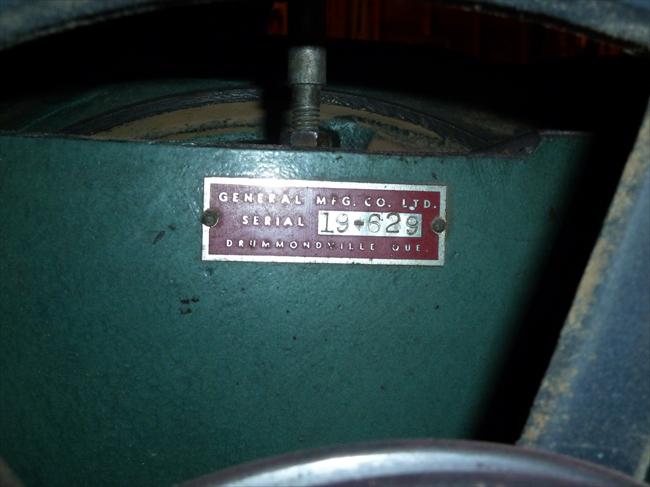 GENERAL MFG. CO. LTD.
SERIAL 19-629
DRUMMONDVILLE QUE.